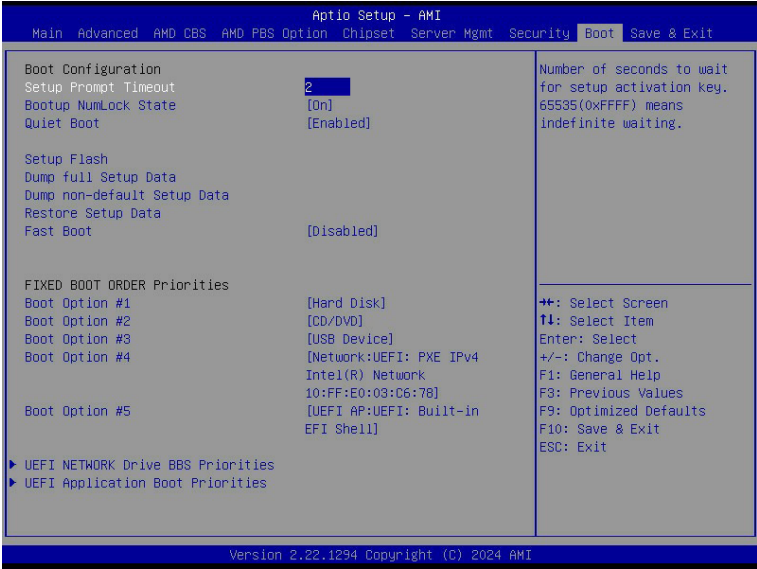 Aptio Setup - AMI
Main Advanced AMD CBS AMD PBS Option Chipset Server Mgmt Security Boot Save & Exit
Boot Configuration
Setup Prompt Timeout 2
Bootup NumLock State [On]
Quiet Boot [Enabled]
Setup Flash
Dump full Setup Data
Dump non-default Setup Data
Restore Setup Data
Fast Boot [Disabled]
FIXED BOOT ORDER Priorities
Boot Option #1 [Hard Disk]
Boot Option #2 [CD/DVD]
Boot Option #3 [USB Device]
Boot Option #4 [Network:UEFI: PXE IPv4
Intel(R) Network
10:FF:E0:03:C6:78]
Boot Option #5 [UEFI AP:UEFI: Built-in
EFI Shell]
UEFI NETWORK Drive BBS Priorities
UEFI Application Boot Priorities
Number of seconds to wait
for setup activation key.
65535(0xFFFF) means
indefinite waiting.
→←: Select Screen
↑↓: Select Item
Enter: Select
+/-: Change Opt.
F1: General Help
F3: Previous Values
F9: Optimized Defaults
F10: Save & Exit
ESC: Exit
Version 2.22.1294 Copyright (C) 2024 AMI